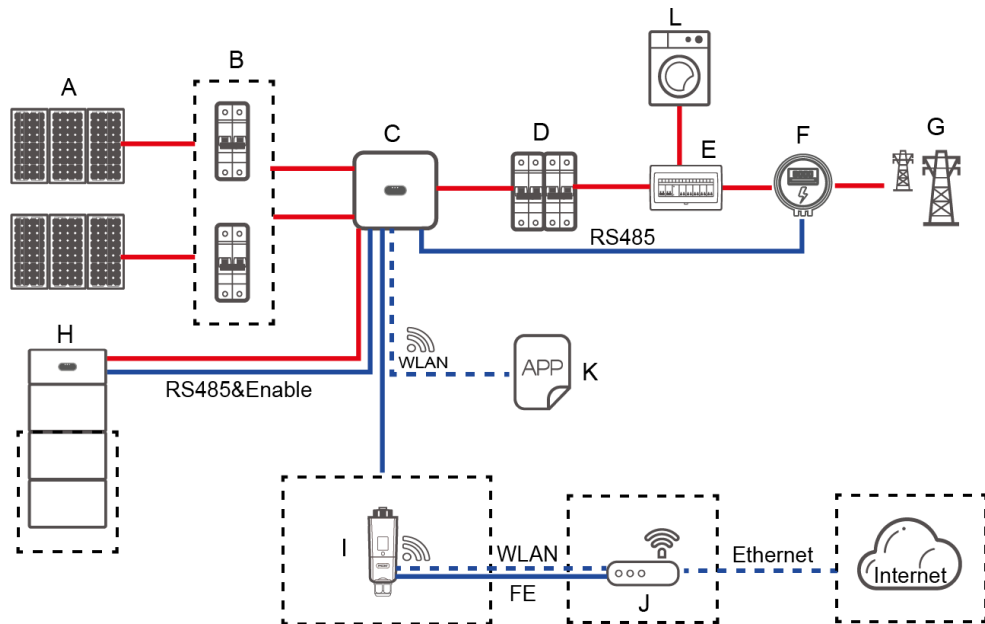 L
A
B
C
D
E
F
G
RS485
H
WLAN
APP
K
RS485&Enable
I
WLAN
FE
J
Ethernet
Internet